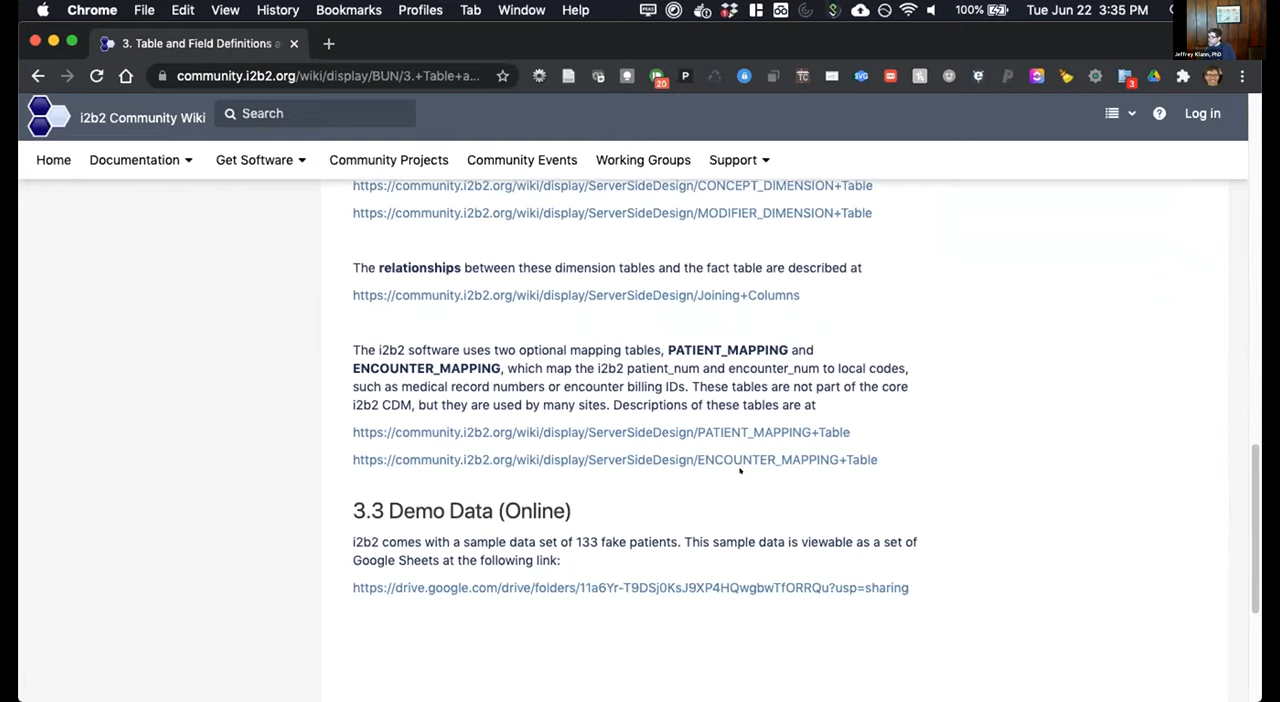 Chrome File Edit View History Bookmarks Profiles Tab Window Help 100% Tue Jun 22 3:35 PM
Jeffrey Klann, PhD
3. Table and Field Definitions a
community.i2b2.org/wiki/display/BUN/3.+Table+a...
20
3
i2b2 Community Wiki Search Log in
Home Documentation Get Software Community Projects Community Events Working Groups Support
https://community.i2b2.org/wiki/display/ServerSideDesign/CONCEPT_DIMENSION+Table
https://community.i2b2.org/wiki/display/ServerSideDesign/MODIFIER_DIMENSION+Table
The relationships between these dimension tables and the fact table are described at
https://community.i2b2.org/wiki/display/ServerSideDesign/Joining+Columns
The i2b2 software uses two optional mapping tables, PATIENT_MAPPING and
ENCOUNTER_MAPPING, which map the i2b2 patient_num and encounter_num to local codes,
such as medical record numbers or encounter billing IDs. These tables are not part of the core
i2b2 CDM, but they are used by many sites. Descriptions of these tables are at
https://community.i2b2.org/wiki/display/ServerSideDesign/PATIENT_MAPPING+Table
https://community.i2b2.org/wiki/display/ServerSideDesign/ENCOUNTER_MAPPING+Table
3.3 Demo Data (Online)
i2b2 comes with a sample data set of 133 fake patients. This sample data is viewable as a set of
Google Sheets at the following link:
https://drive.google.com/drive/folders/11a6Yr-T9DSj0KsJ9XP4HQwgbwTfORRQu?usp=sharing